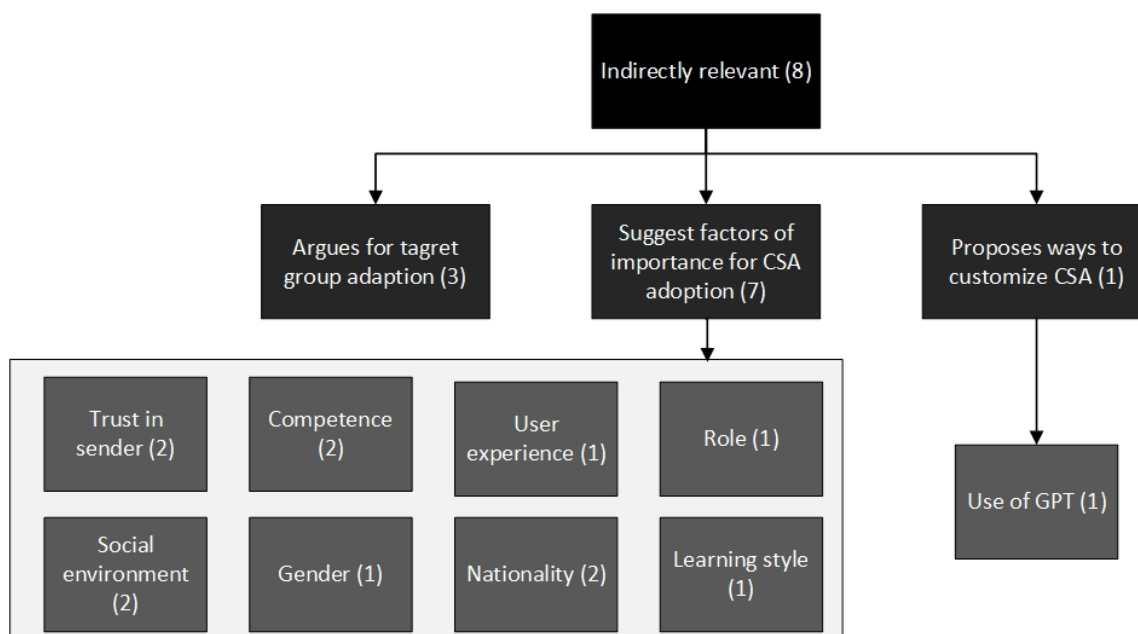 Indirectly relevant (8)
Argues for tagret
group adaption (3)
Suggest factors of
importance for CSA
adoption (7)
Proposes ways to
customize CSA (1)
Trust in
sender (2)
Competence
(2)
User
experience (1)
Role (1)
Use of GPT (1)
Social
environment
(2)
Gender (1)
Nationality (2)
Learning style
(1)